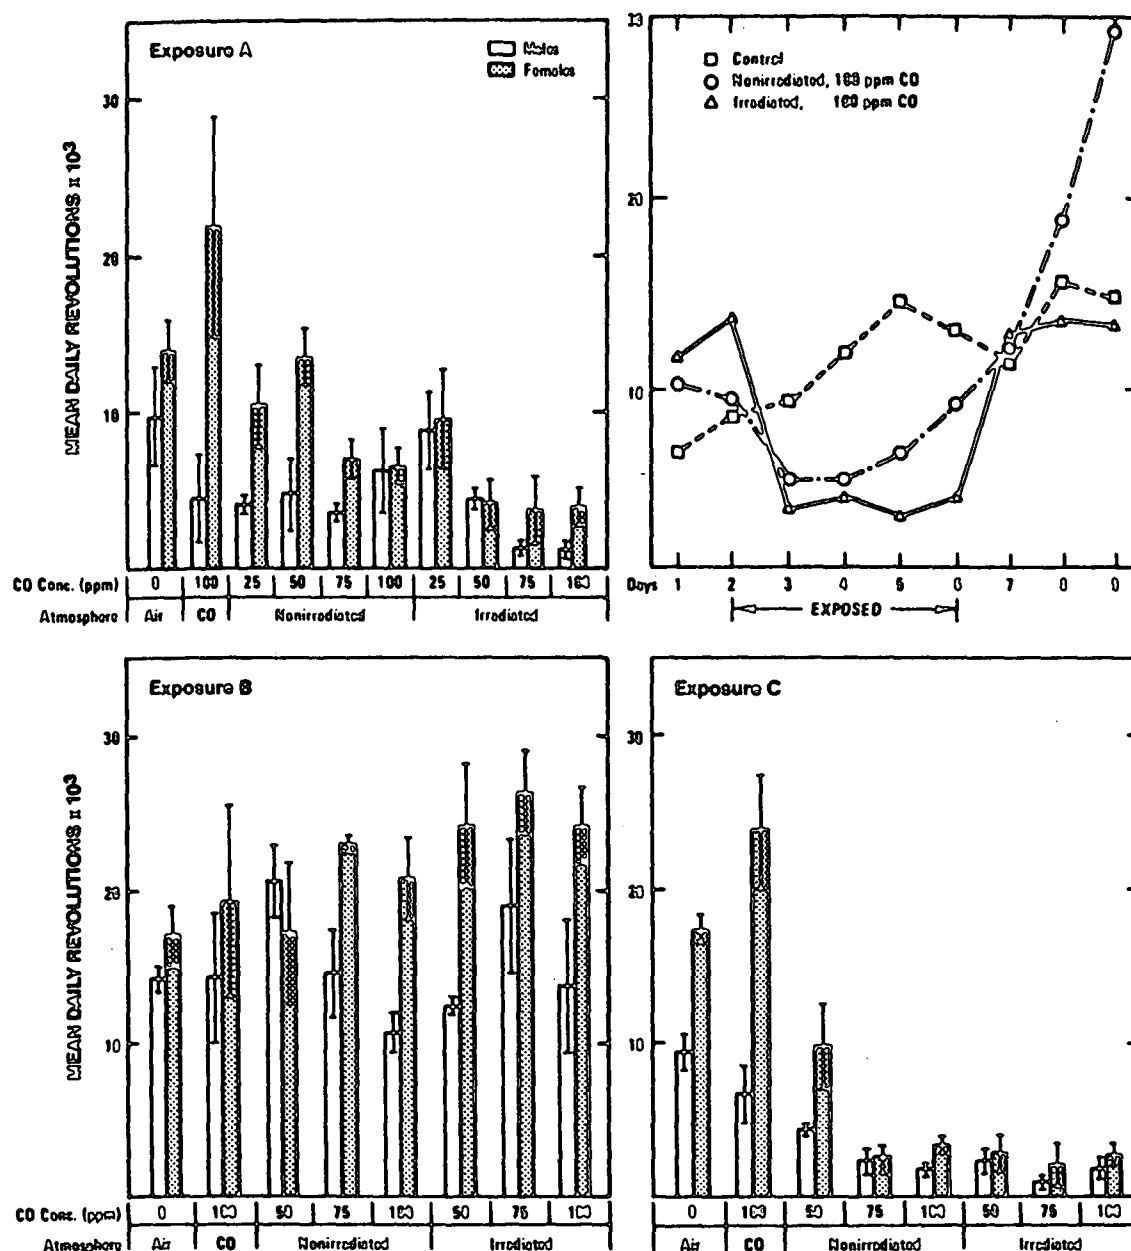 Exposure A
Males
Females
MEAN DAILY REVOLUTIONS x 10³
30
20
10
CO Conc. (ppm) 0 100 25 50 75 100 25 50 75 100
Atmosphere Air CO Nonirradiated Irradiated
Control
Nonirradiated, 100 ppm CO
Irradiated, 100 ppm CO
20
10
Days 1 2 3 4 5 6 7 8 9
EXPOSED
Exposure B
MEAN DAILY REVOLUTIONS x 10³
30
20
10
CO Conc. (ppm) 0 100 50 75 100 50 75 100
Atmosphere Air CO Nonirradiated Irradiated
Exposure C
30
20
10
0 100 50 75 100 50 75 100
Air CO Nonirradiated Irradiated